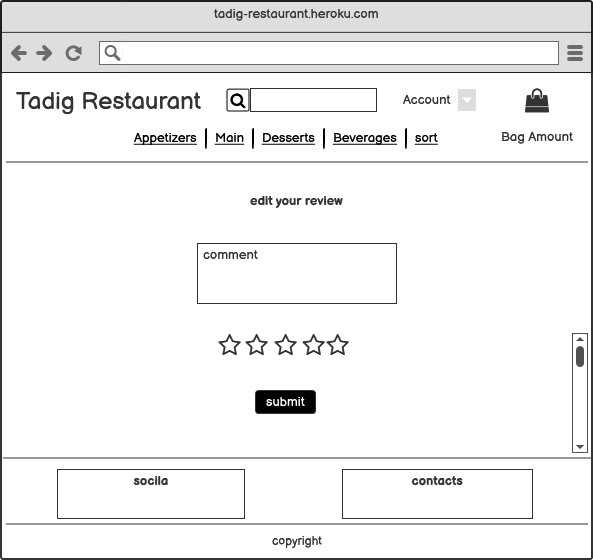 tadig-restaurant.heroku.com
Tadig Restaurant
Account
Appetizers
Main
Desserts
Beverages
sort
Bag Amount
edit your review
comment
submit
socila
contacts
copyright